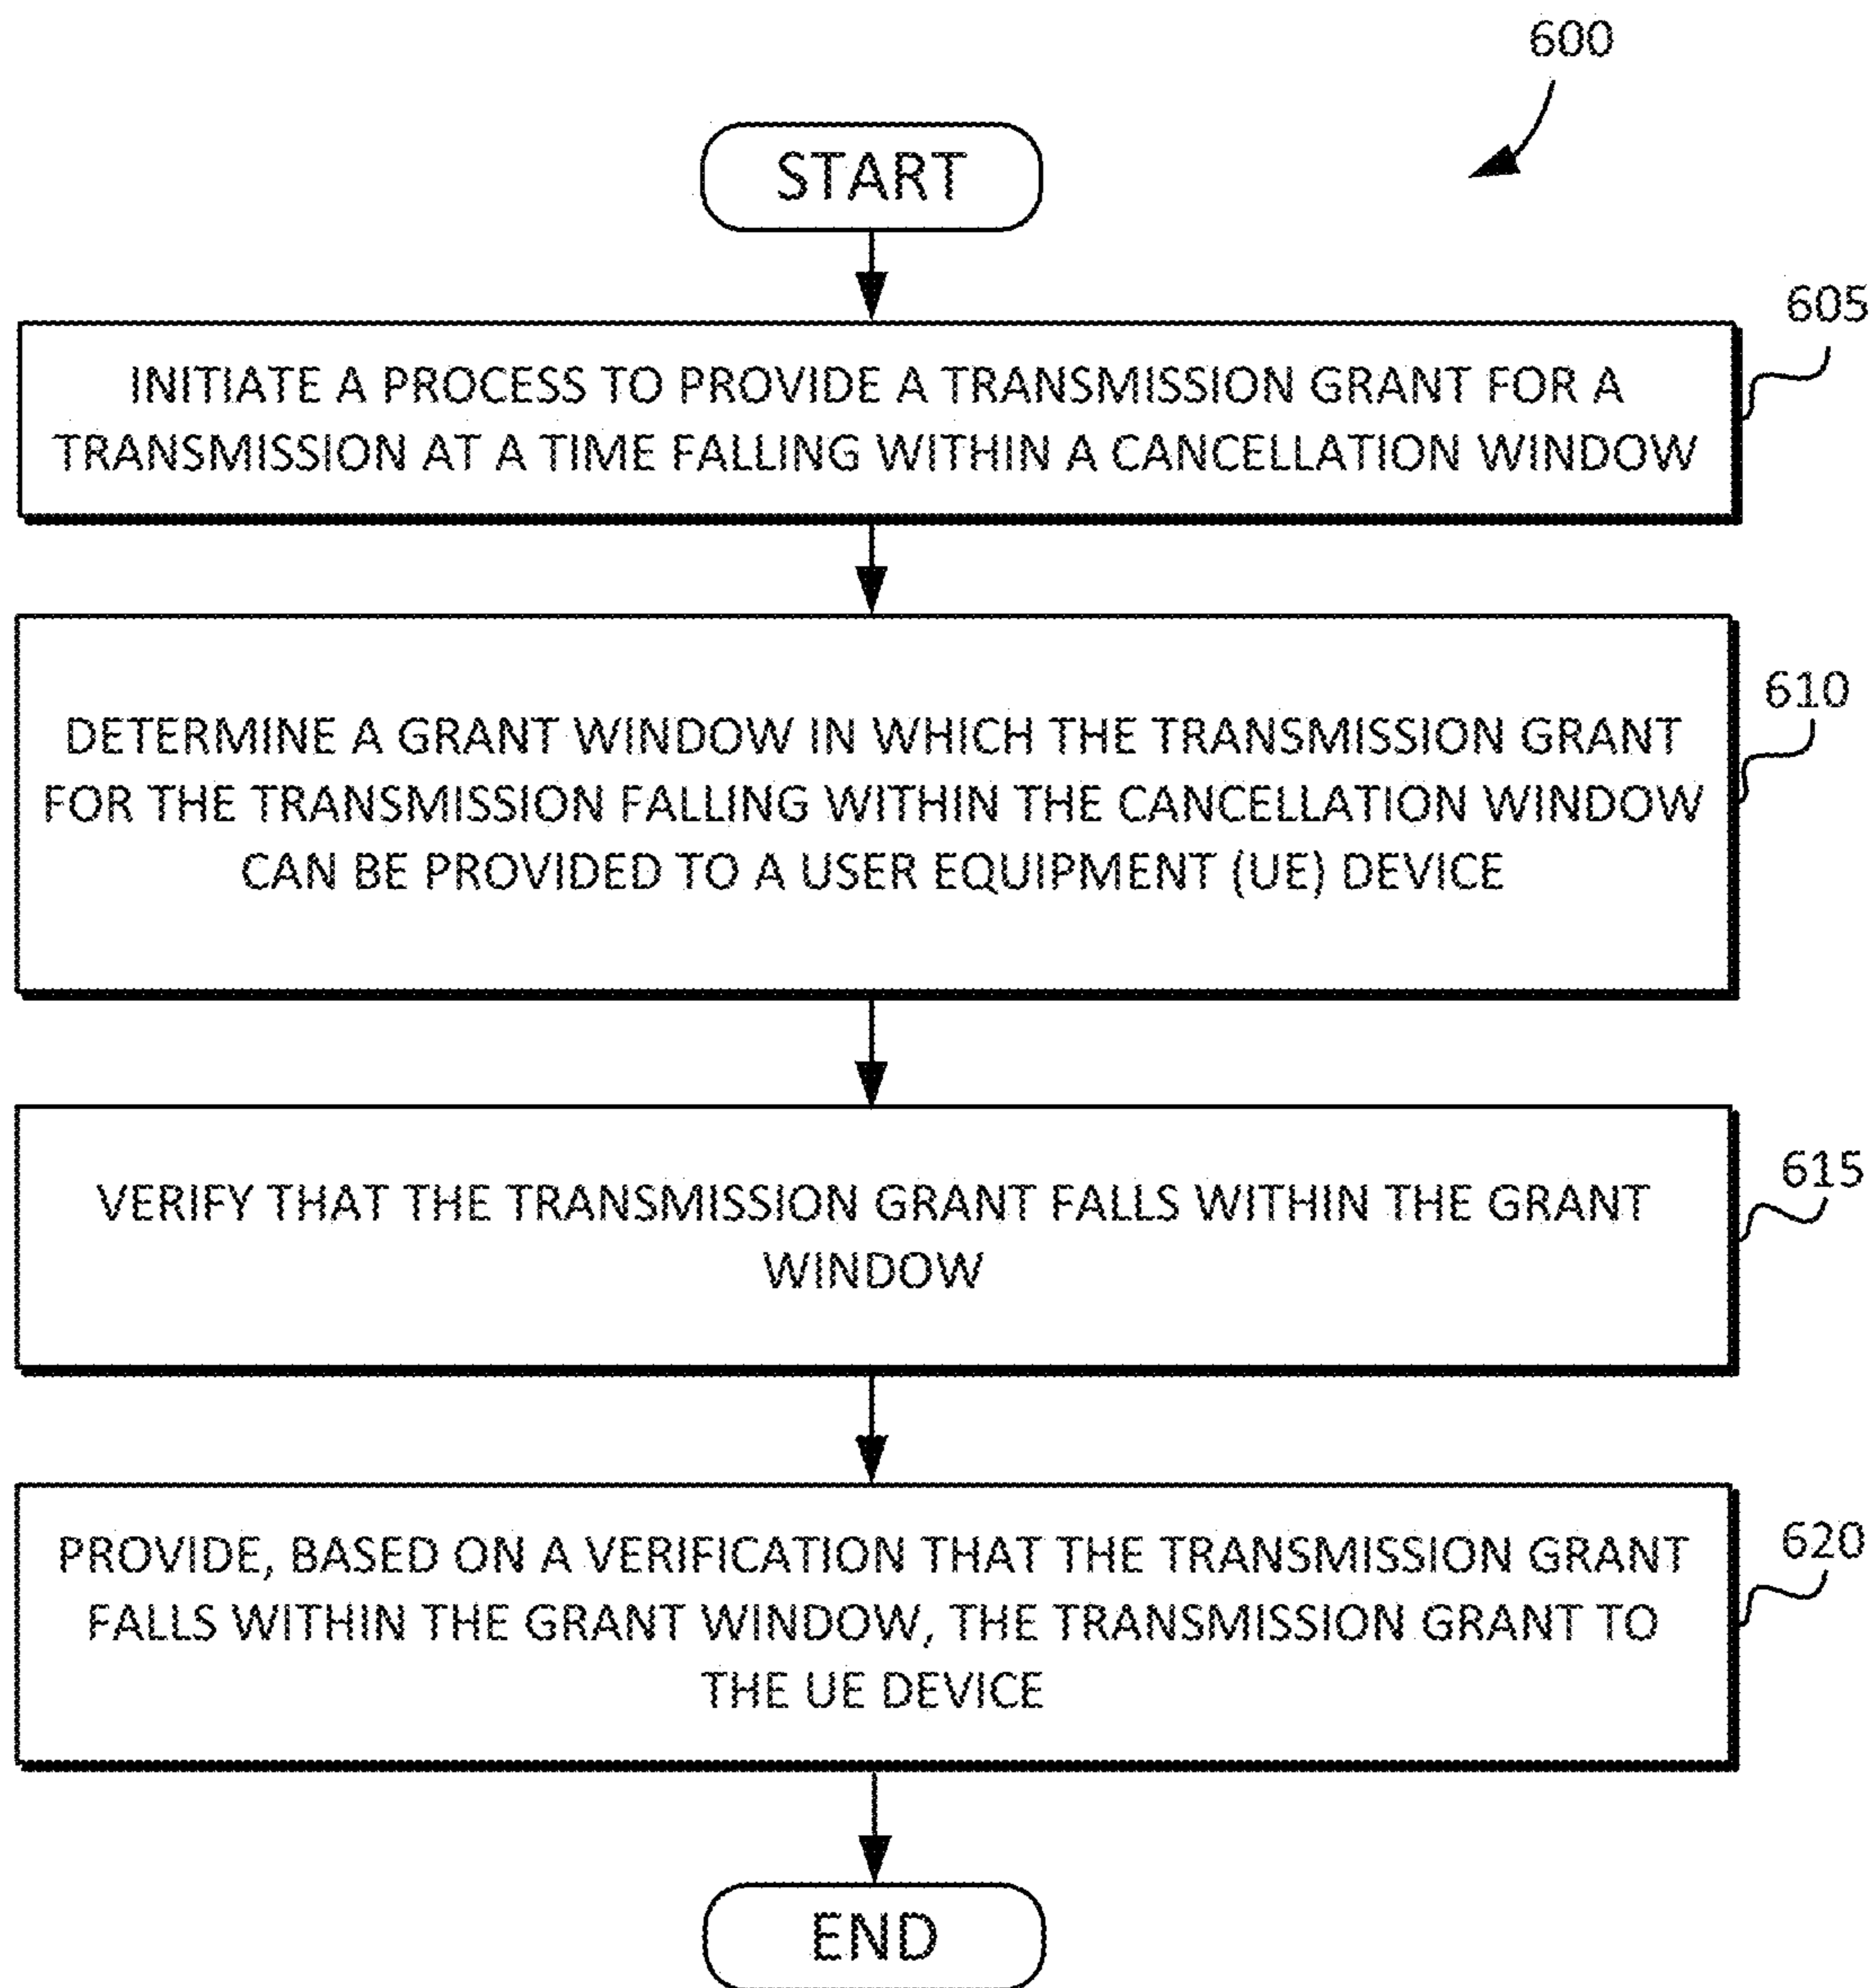 600
START
605
INITIATE A PROCESS TO PROVIDE A TRANSMISSION GRANT FOR A
TRANSMISSION AT A TIME FALLING WITHIN A CANCELLATION WINDOW
610
DETERMINE A GRANT WINDOW IN WHICH THE TRANSMISSION GRANT
FOR THE TRANSMISSION FALLING WITHIN THE CANCELLATION WINDOW
CAN BE PROVIDED TO A USER EQUIPMENT (UE) DEVICE
615
VERIFY THAT THE TRANSMISSION GRANT FALLS WITHIN THE GRANT
WINDOW
620
PROVIDE, BASED ON A VERIFICATION THAT THE TRANSMISSION GRANT
FALLS WITHIN THE GRANT WINDOW, THE TRANSMISSION GRANT TO
THE UE DEVICE
END